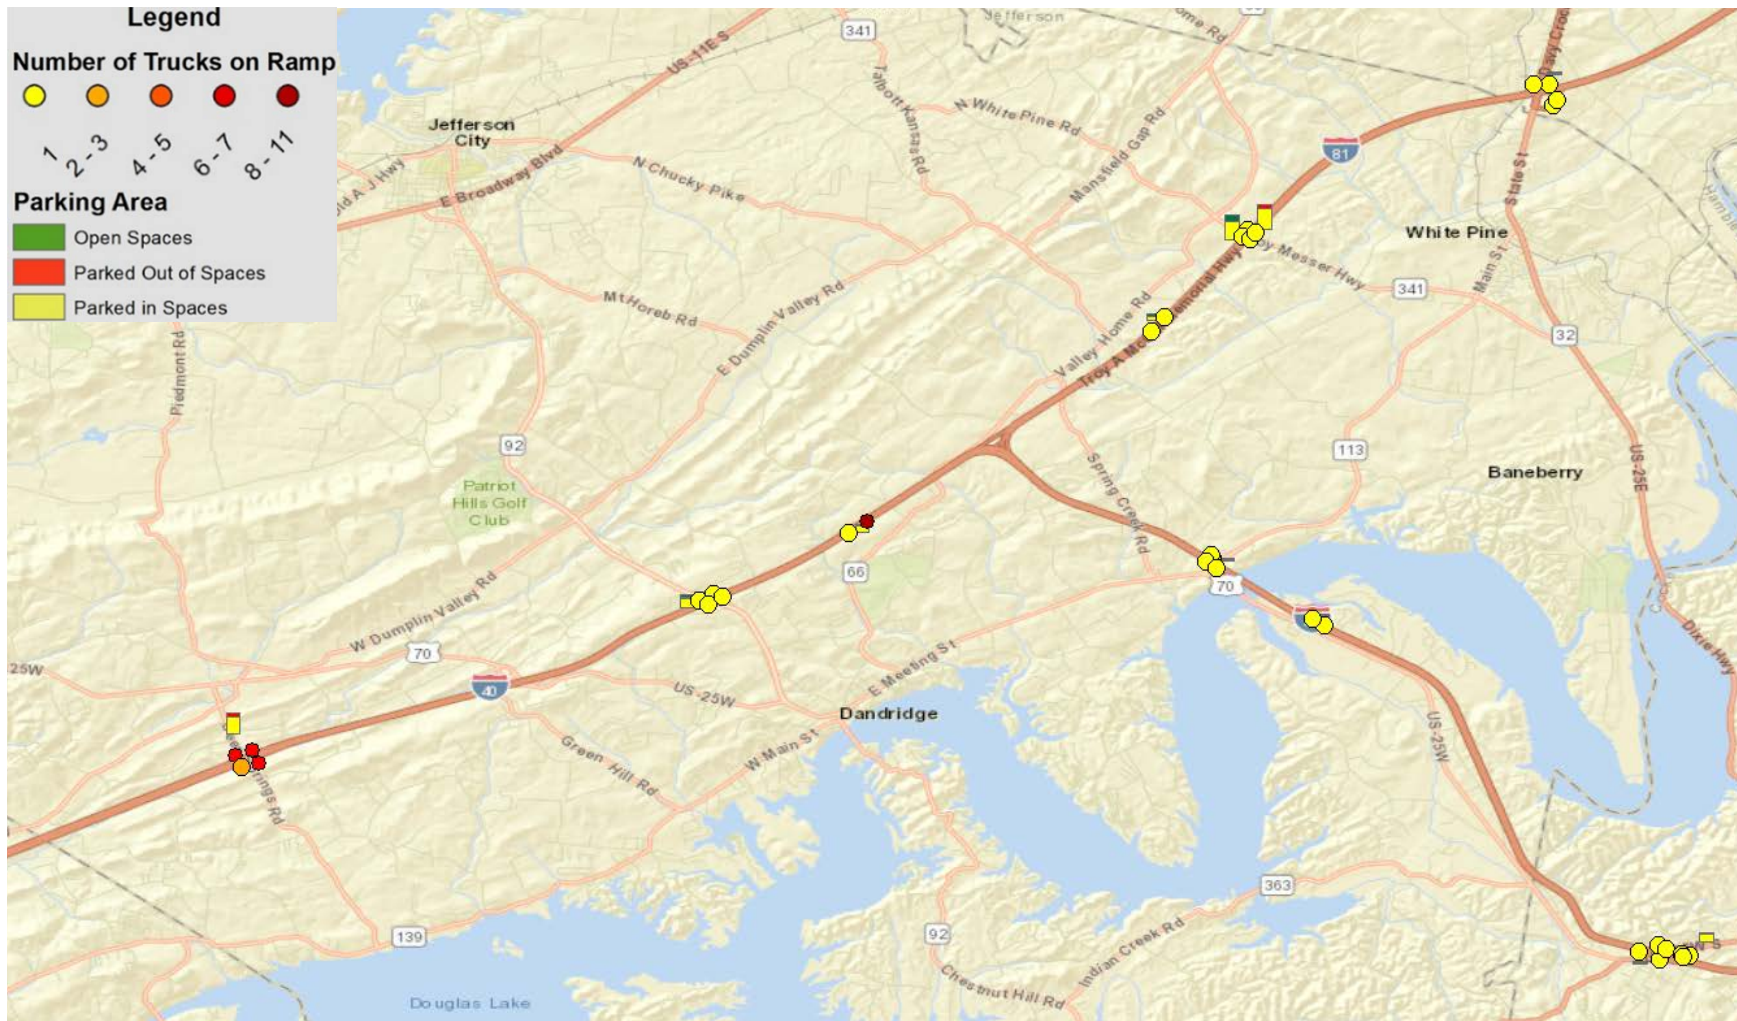 Legend
Number of Trucks on Ramp
1
2 - 3
4 - 5
6 - 7
8 - 11
Parking Area
Open Spaces
Parked Out of Spaces
Parked in Spaces
Jefferson
341
US-11E S
Talbott Kansas Rd
Jefferson
City
N White Pine Rd
Mansfield Gap Rd
81
State St
E Broadway Blvd
N Chucky Pike
White Pine
Main St
341
Messer Hwy
Mt Horeb Rd
E Dumplin Valley Rd
Valley Home Rd
32
Piedmont Rd
92
113
Baneberry
US-25E
Patriot
Hills Golf
Club
Spring Creek Rd
66
70
W Dumplin Valley Rd
70
25W
40
US-25W
E Meeting St
Dixie Hwy
Dandridge
US-25W
Green Hill Rd
W Main St
363
139
92
Indian Creek Rd
Chestnut Hill Rd
Douglas Lake